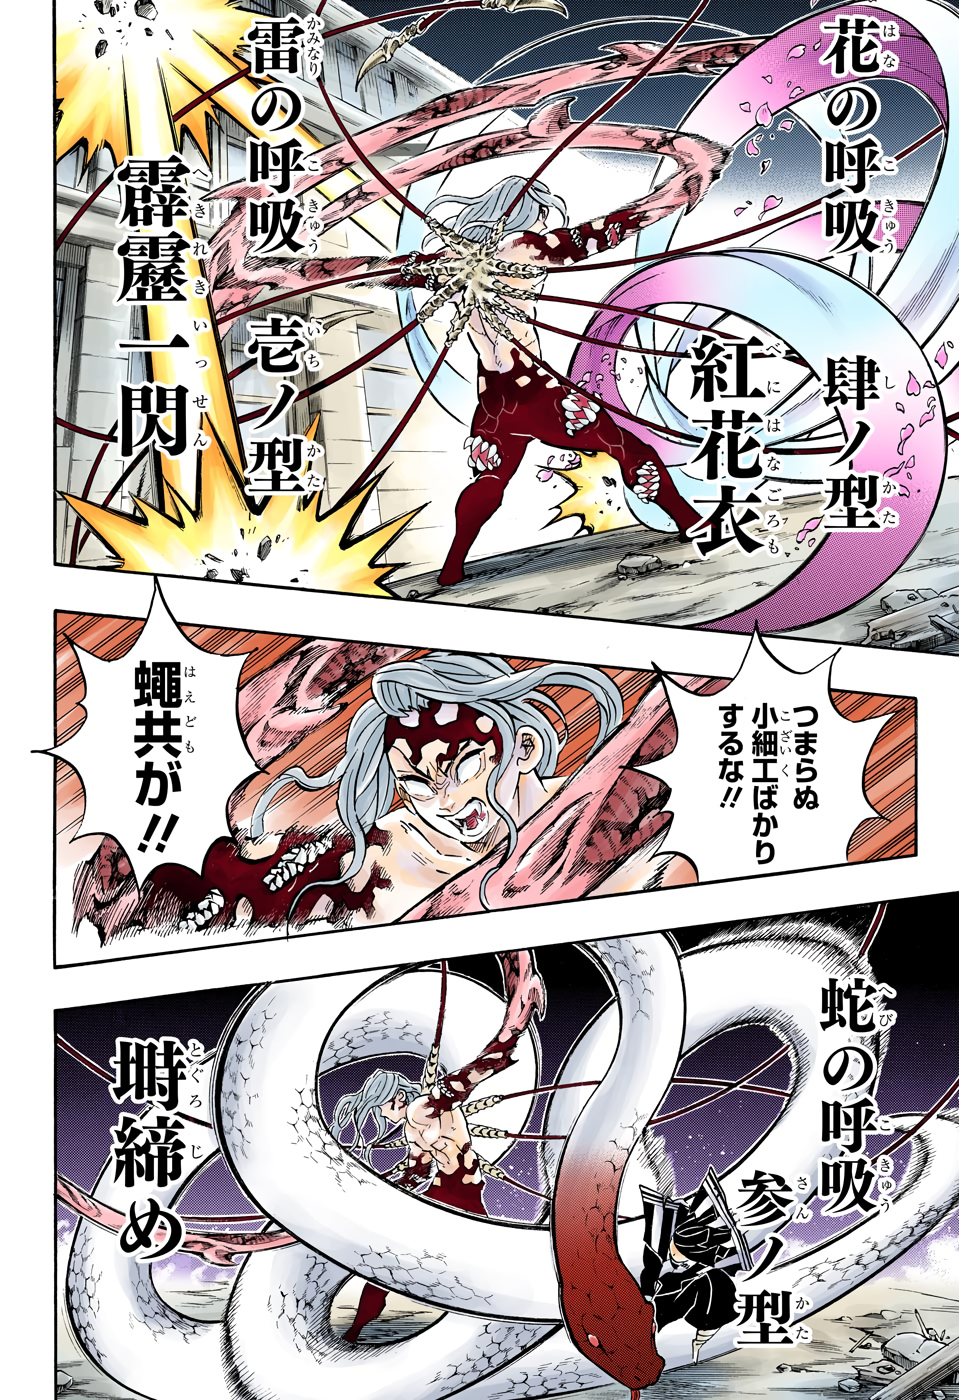 花の呼吸
肆ノ型
紅花衣
雷の呼吸
壱ノ型
霹靂一閃
つまらぬ
小細工ばかり
するな!!
蠅共が!!
蛇の呼吸
参ノ型
塒締め